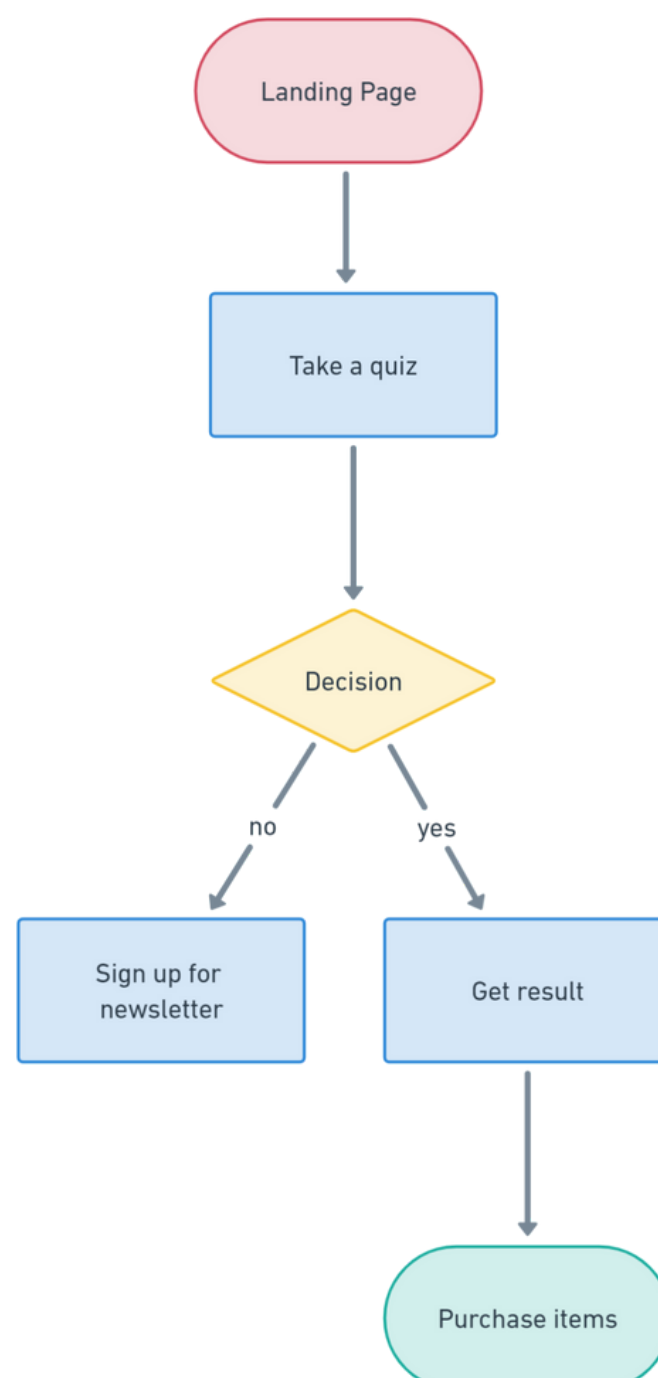 Landing Page
Take a quiz
Decision
no
yes
Sign up for
newsletter
Get result
Purchase items